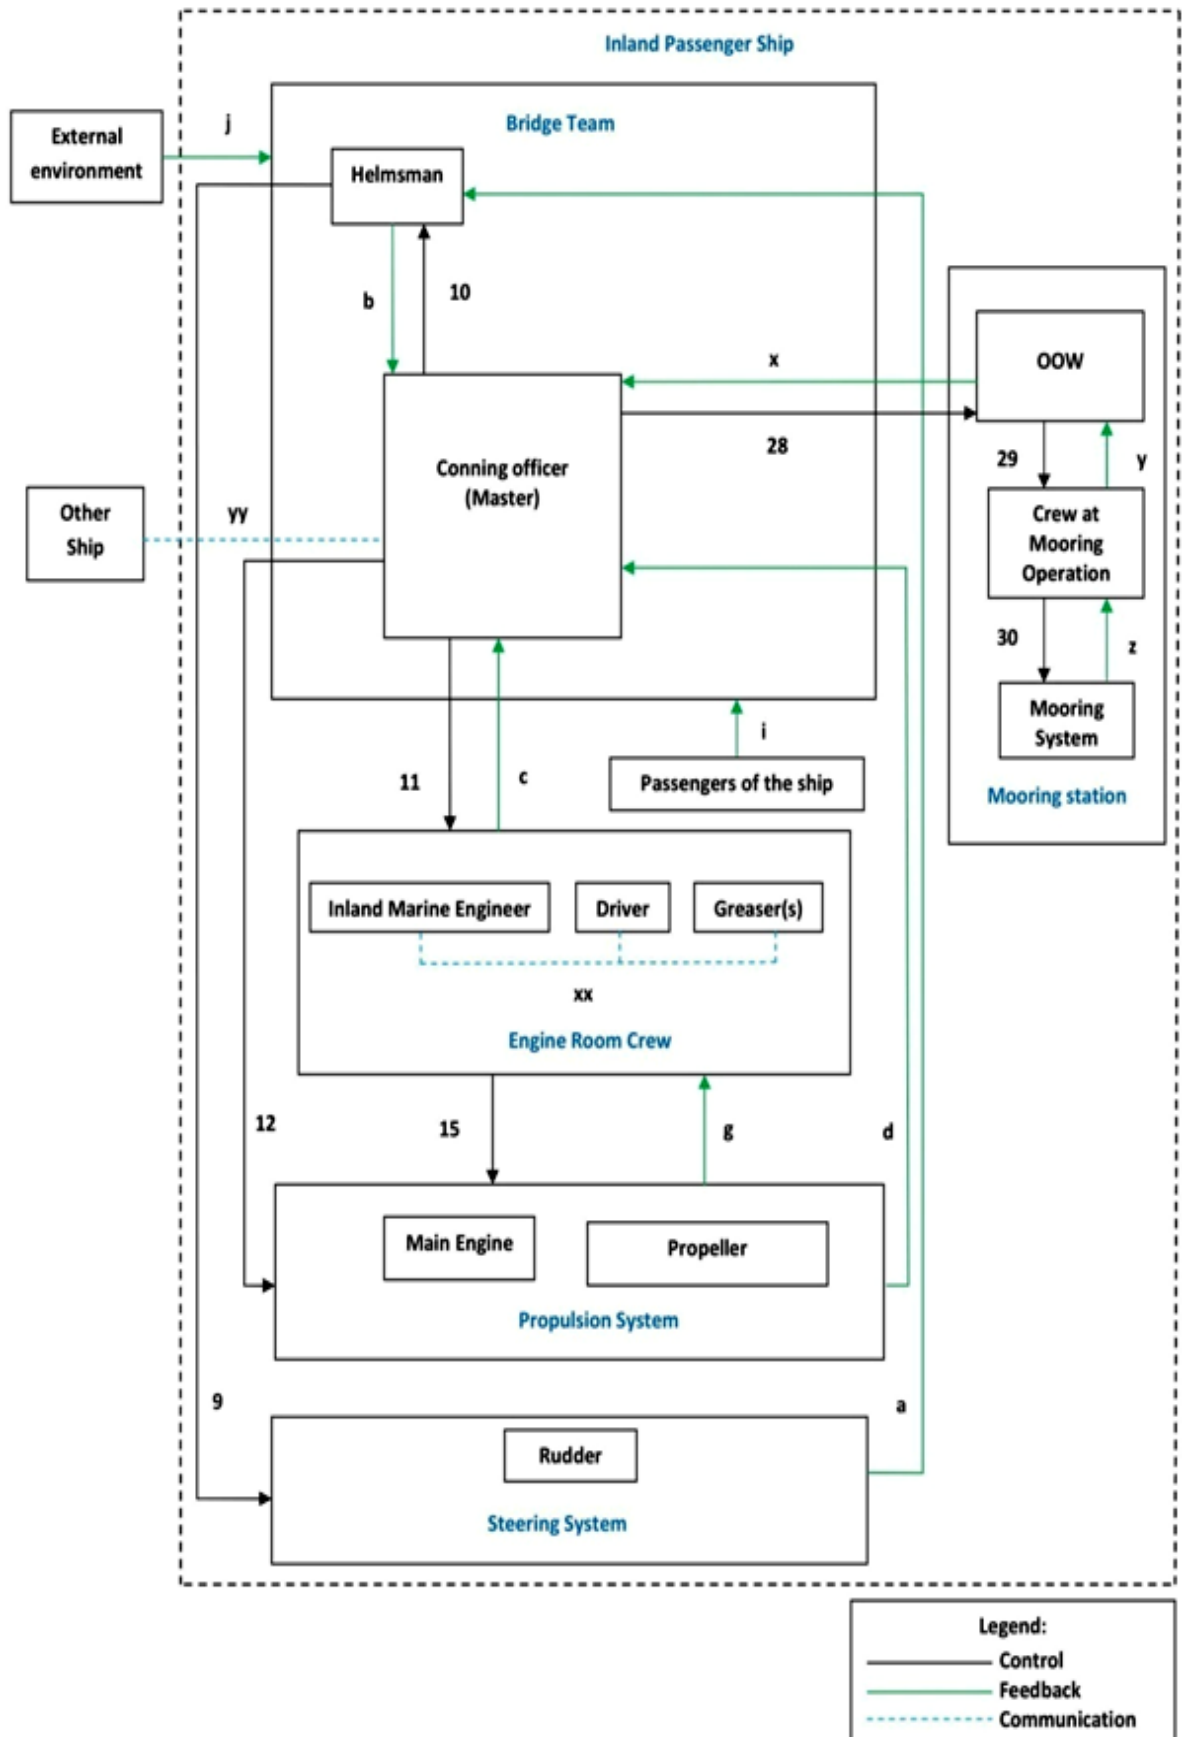 Inland Passenger Ship
Bridge Team
External
environment
j
Helmsman
b
10
OOW
x
28
29
y
Conning officer
(Master)
Other
Ship
yy
Crew at
Mooring
Operation
30
z
Mooring
System
Mooring station
i
Passengers of the ship
11
c
Inland Marine Engineer
Driver
Greaser(s)
xx
Engine Room Crew
12
15
g
d
Main Engine
Propeller
Propulsion System
9
a
Rudder
Steering System
Legend:
Control
Feedback
Communication